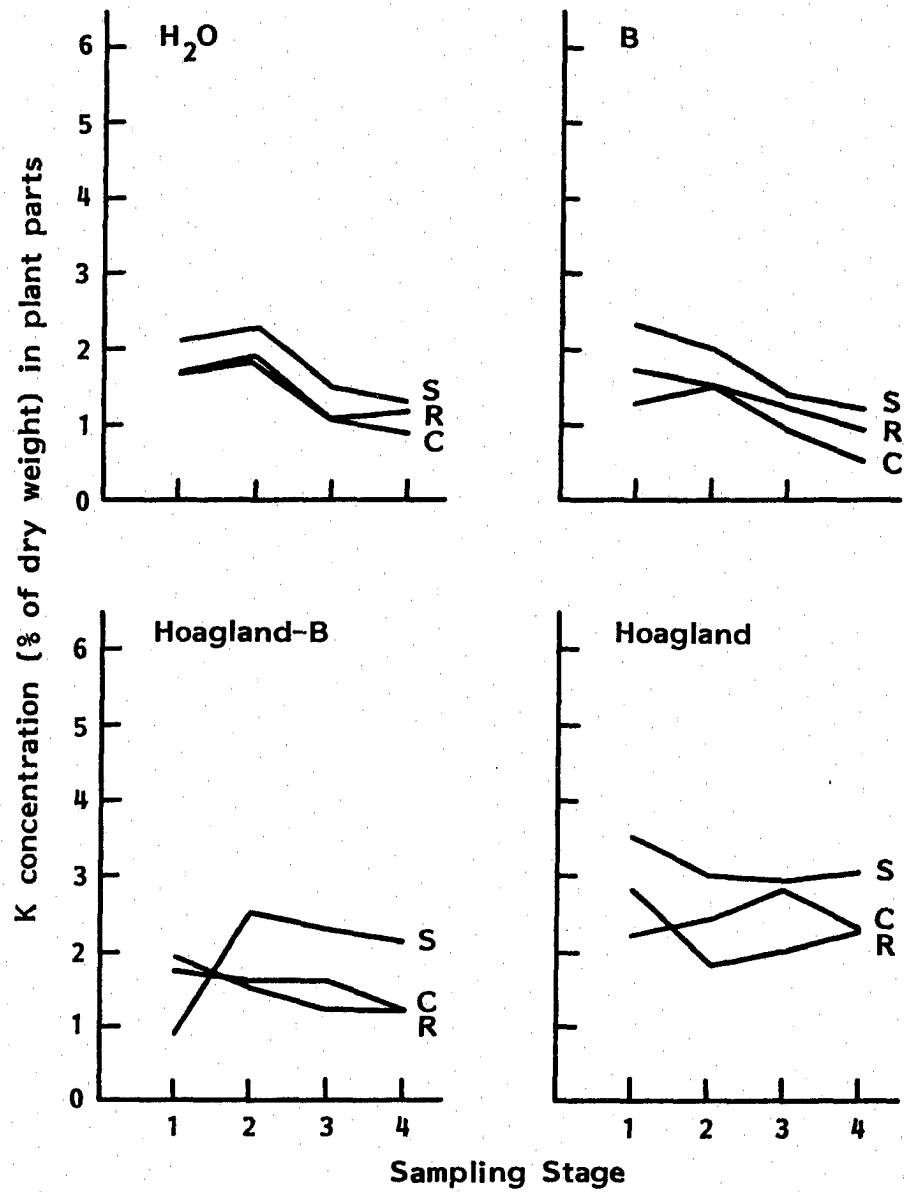 K concentration (% of dry weight) in plant parts
H2O
6
5
4
3
2
1
0
S
R
C
B
S
R
C
Hoagland-B
6
5
4
3
2
1
0
S
C
R
1 2 3 4
Hoagland
S
C
R
1 2 3 4
Sampling Stage